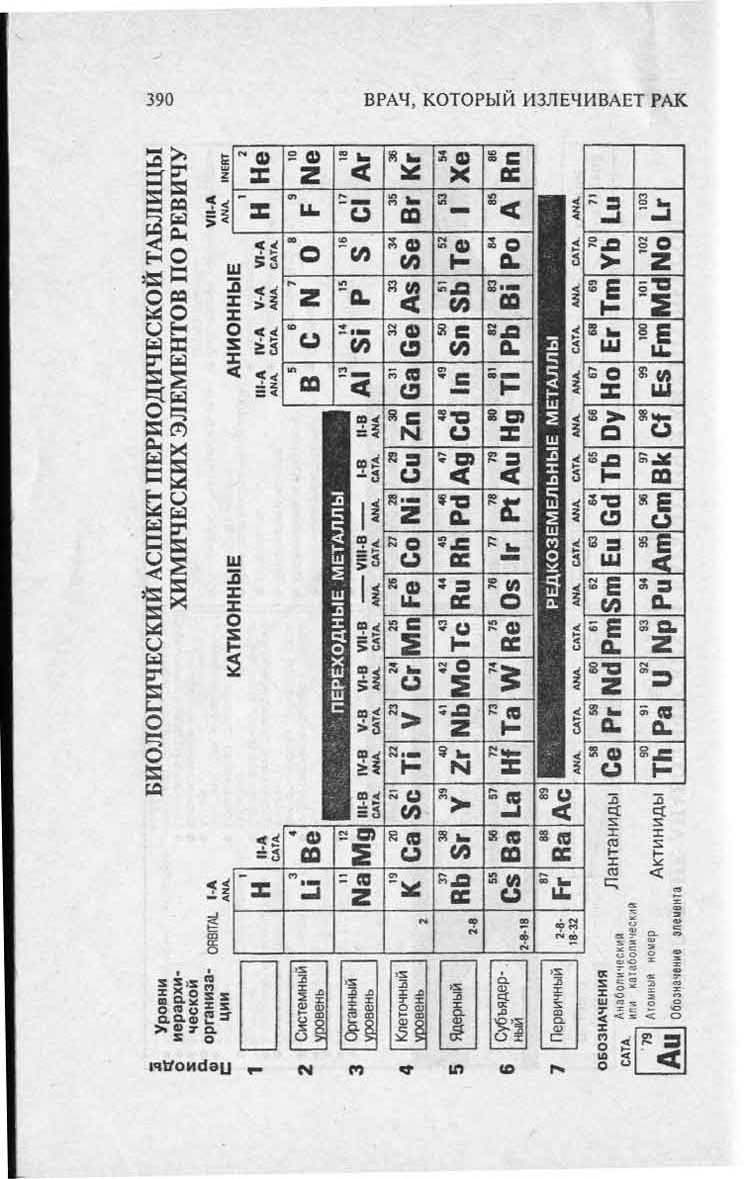 390
ВРАЧ, КОТОРЫЙ ИЗЛЕЧИВАЕТ РАК
БИОЛОГИЧЕСКИЙ АСПЕКТ ПЕРИОДИЧЕСКОЙ ТАБЛИЦЫ
ХИМИЧЕСКИХ ЭЛЕМЕНТОВ ПО РЕВИЧУ
Периоды
Уровни
иерархи-
ческой
организа-
ции
ORBITAL
КАТИОННЫЕ
АНИОННЫЕ
I-A ANA.
II-A CATA.
III-A ANA.
IV-A CATA.
V-A ANA.
VI-A CATA.
VII-A ANA.
INERT
1
1 H
1 H
2 He
2
Системный
уровень
3 Li
4 Be
5 B
6 C
7 N
8 O
9 F
10 Ne
3
Органный
уровень
11 Na
12 Mg
ПЕРЕХОДНЫЕ МЕТАЛЛЫ
III-B CATA.
IV-B ANA.
V-B CATA.
VI-B ANA.
VII-B CATA.
ANA.
VIII-B CATA.
ANA.
I-B CATA.
II-B ANA.
13 Al
14 Si
15 P
16 S
17 Cl
18 Ar
4
Клеточный
уровень
2
19 K
20 Ca
21 Sc
22 Ti
23 V
24 Cr
25 Mn
26 Fe
27 Co
28 Ni
29 Cu
30 Zn
31 Ga
32 Ge
33 As
34 Se
35 Br
36 Kr
5
Ядерный
2-8
37 Rb
38 Sr
39 Y
40 Zr
41 Nb
42 Mo
43 Tc
44 Ru
45 Rh
46 Pd
47 Ag
48 Cd
49 In
50 Sn
51 Sb
52 Te
53 I
54 Xe
6
Субъядер-
ный
2-8-18
55 Cs
56 Ba
57 La
72 Hf
73 Ta
74 W
75 Re
76 Os
77 Ir
78 Pt
79 Au
80 Hg
81 Tl
82 Pb
83 Bi
84 Po
85 A
86 Rn
7
Первичный
2-8-
18-32
87 Fr
88 Ra
89 Ac
РЕДКОЗЕМЕЛЬНЫЕ МЕТАЛЛЫ
ANA. CATA. ANA. CATA. ANA. CATA. ANA. CATA. ANA. CATA. ANA. CATA. ANA. CATA. ANA.
Лантаниды
58 Ce
59 Pr
60 Nd
61 Pm
62 Sm
63 Eu
64 Gd
65 Tb
66 Dy
67 Ho
68 Er
69 Tm
70 Yb
71 Lu
Актиниды
90 Th
91 Pa
92 U
93 Np
94 Pu
95 Am
96 Cm
97 Bk
98 Cf
99 Es
100 Fm
101 Md
102 No
103 Lr
ОБОЗНАЧЕНИЯ
CATA. Анаболический
или катаболический
79 Атомный номер
Au Обозначение элемента